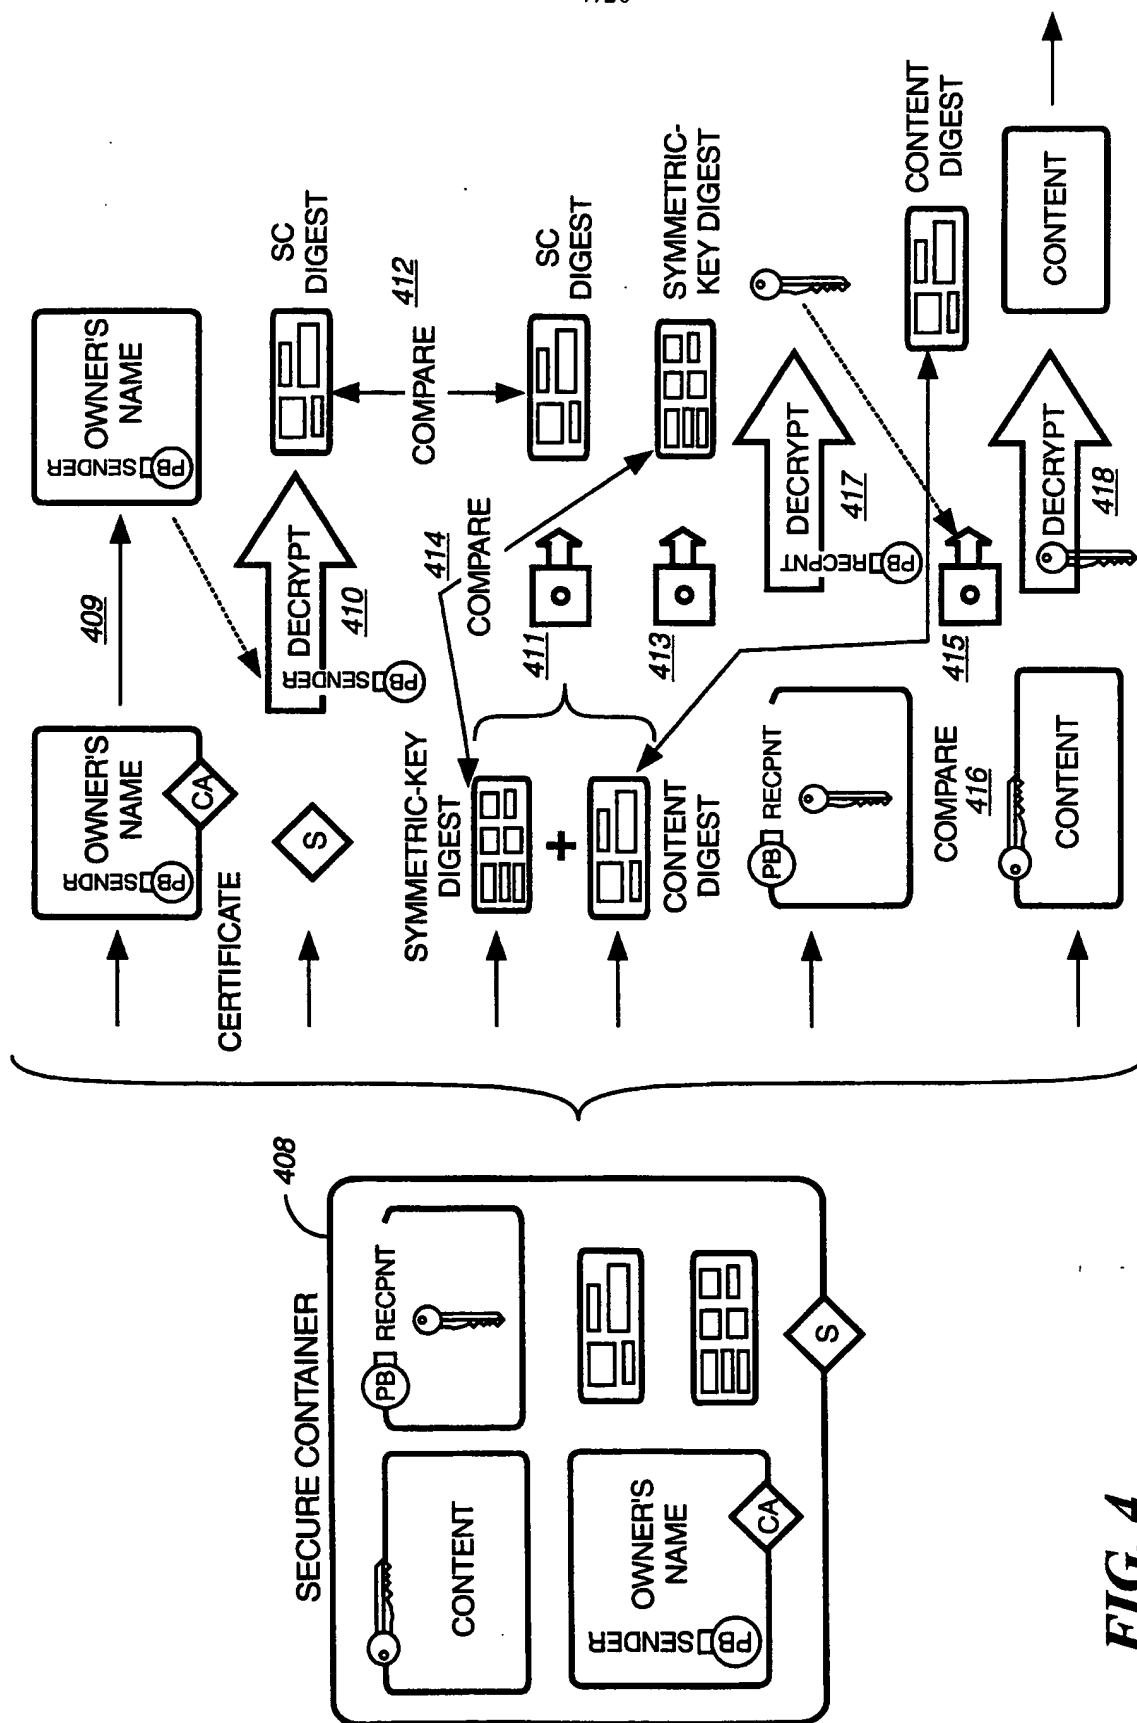 SECURE CONTAINER
408
CONTENT
PB RECPNT
PB SENDER
OWNER'S
NAME
CA
S
PB SENDR
OWNER'S
NAME
CA
CERTIFICATE
409
PB SENDER
OWNER'S
NAME
S
PB SENDER
DECRYPT
410
SC
DIGEST
COMPARE
412
SYMMETRIC-KEY
DIGEST
+
CONTENT
DIGEST
414
COMPARE
411
SC
DIGEST
413
SYMMETRIC-
KEY DIGEST
PB RECPNT
PB RECPNT
DECRYPT
417
COMPARE
416
415
CONTENT
DIGEST
CONTENT
DECRYPT
418
CONTENT
FIG. 4